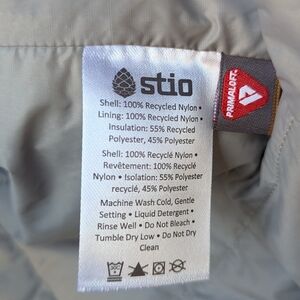 stio
Shell: 100% Recycled Nylon •
Lining: 100% Recycled Nylon •
Insulation: 55% Recycled
Polyester, 45% Polyester
Shell: 100% Recyclé Nylon •
Revêtement: 100% Recyclé
Nylon • Isolation: 55% Polyester
recyclé, 45% Polyester
Machine Wash Cold, Gentle
Setting • Liquid Detergent •
Rinse Well • Do Not Bleach •
Tumble Dry Low • Do Not Dry
Clean
PRIMALOFT